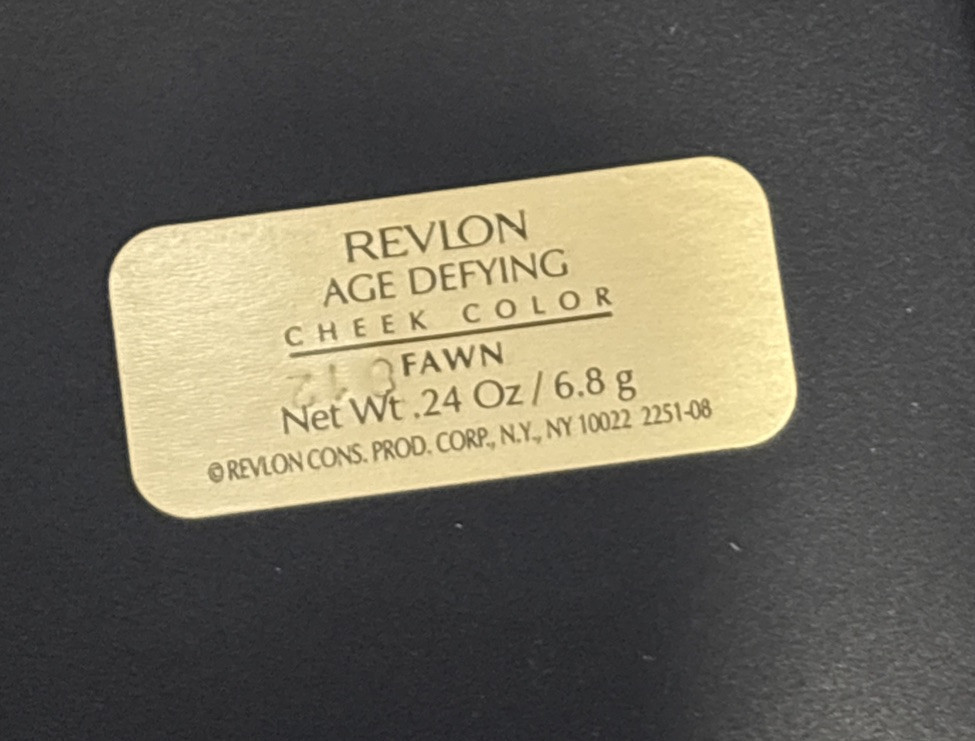 REVLON
AGE DEFYING
CHEEK COLOR
FAWN
Net Wt .24 Oz / 6.8 g
© REVLON CONS. PROD. CORP., N.Y., NY 10022 2251-08